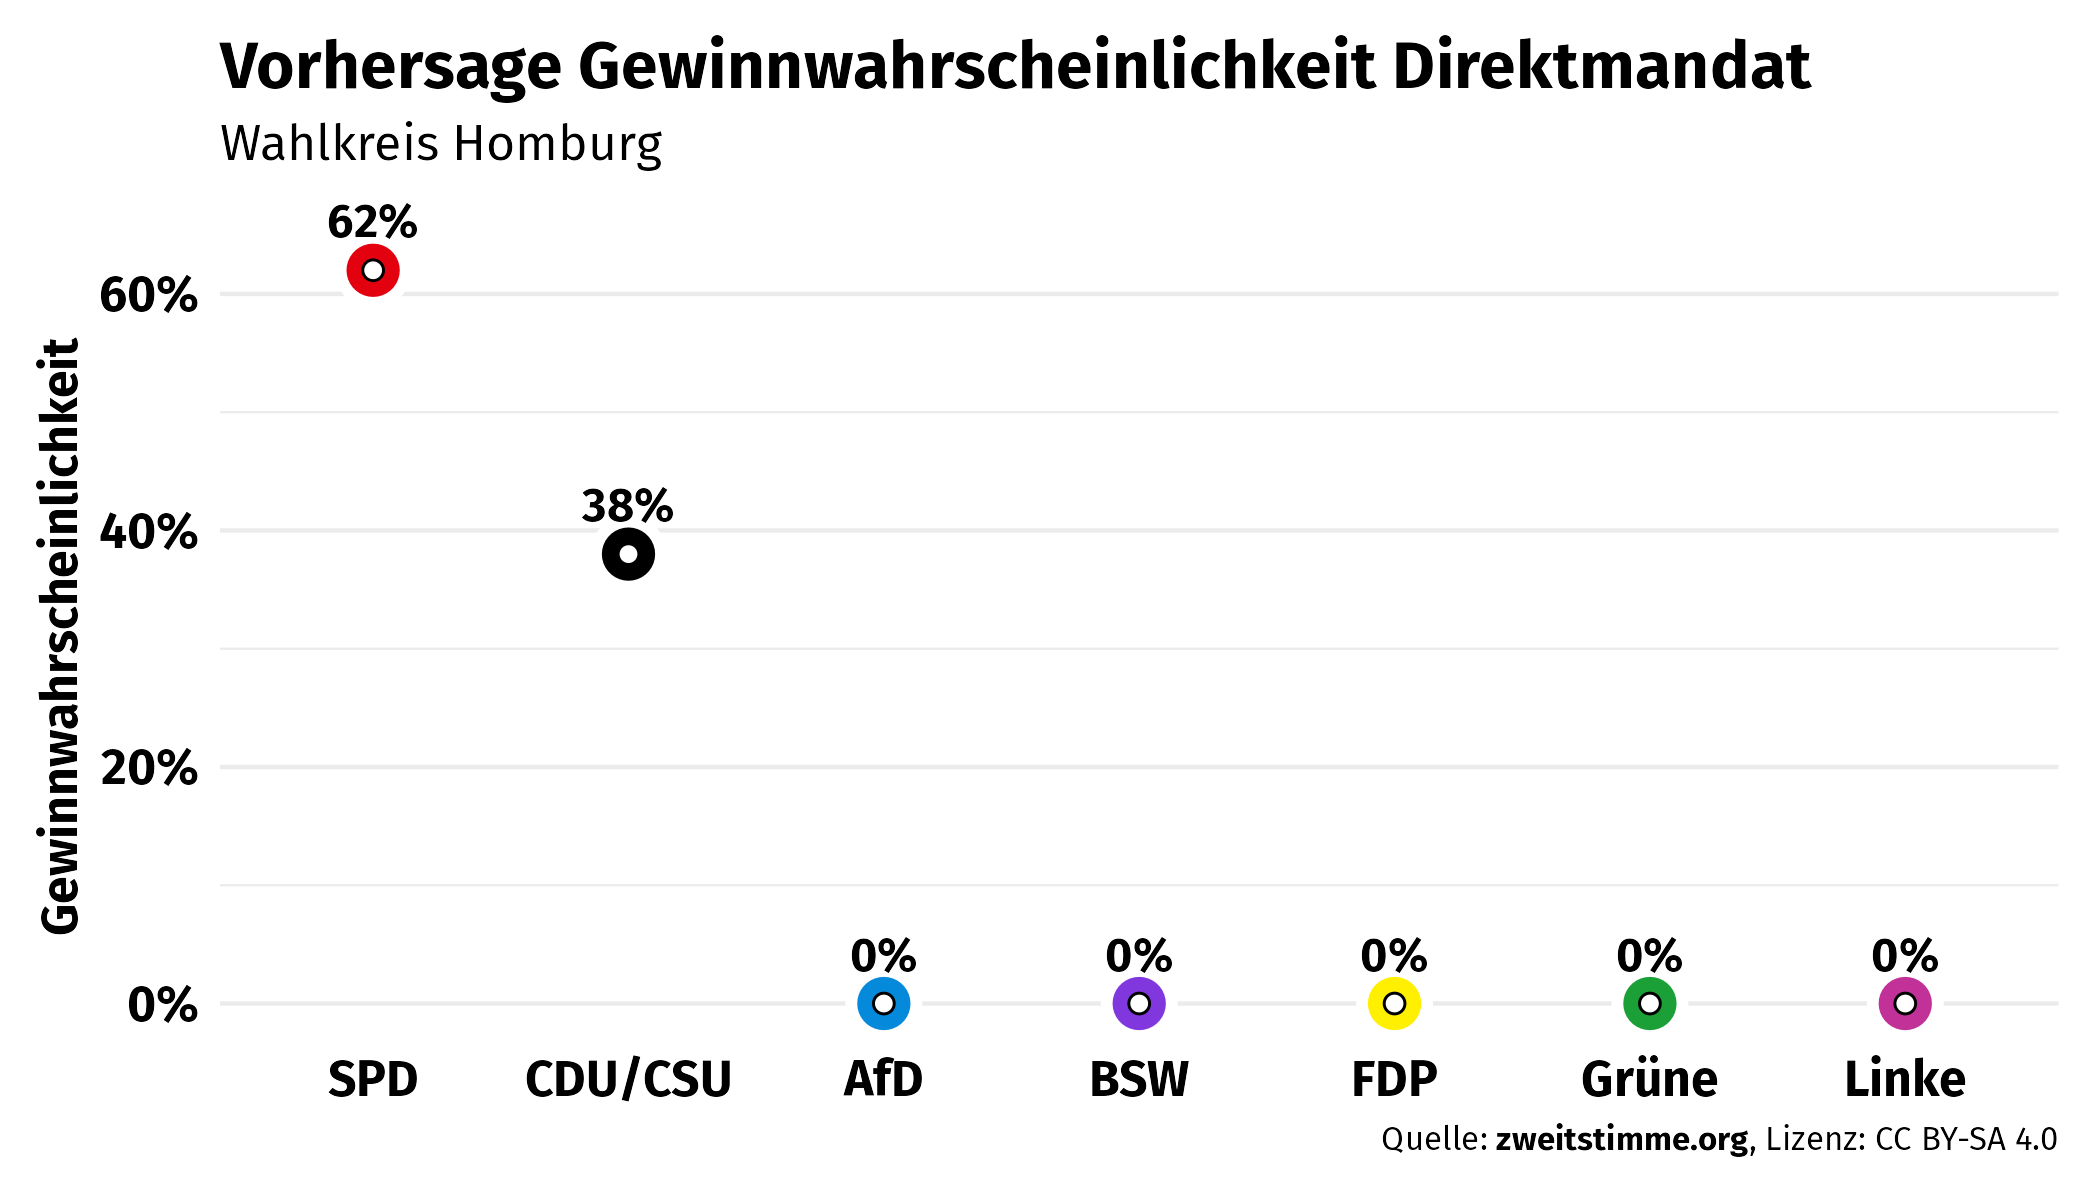 Vorhersage Gewinnwahrscheinlichkeit Direktmandat
Wahlkreis Homburg
Gewinnwahrscheinlichkeit
60%
40%
20%
0%
62%
38%
0%
0%
0%
0%
0%
SPD
CDU/CSU
AfD
BSW
FDP
Grüne
Linke
Quelle: zweitstimme.org, Lizenz: CC BY-SA 4.0